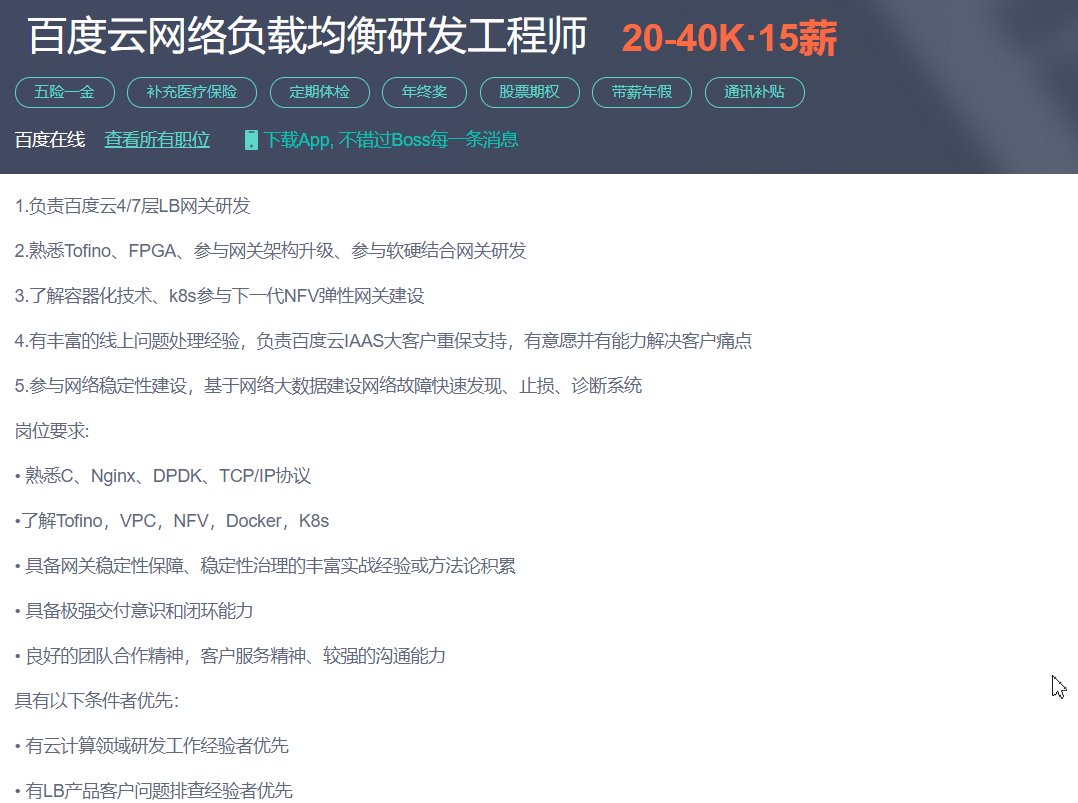 百度云网络负载均衡研发工程师 20-40K·15薪
五险一金 补充医疗保险 定期体检 年终奖 股票期权 带薪年假 通讯补贴
百度在线 查看所有职位 下载App, 不错过Boss每一条消息
1.负责百度云4/7层LB网关研发
2.熟悉Tofino、FPGA、参与网关架构升级、参与软硬结合网关研发
3.了解容器化技术、k8s参与下一代NFV弹性网关建设
4.有丰富的线上问题处理经验，负责百度云IAAS大客户重保支持，有意愿并有能力解决客户痛点
5.参与网络稳定性建设，基于网络大数据建设网络故障快速发现、止损、诊断系统
岗位要求:
• 熟悉C、Nginx、DPDK、TCP/IP协议
•了解Tofino，VPC，NFV，Docker，K8s
• 具备网关稳定性保障、稳定性治理的丰富实战经验或方法论积累
• 具备极强交付意识和闭环能力
• 良好的团队合作精神，客户服务精神、较强的沟通能力
具有以下条件者优先：
• 有云计算领域研发工作经验者优先
• 有LB产品客户问题排查经验者优先